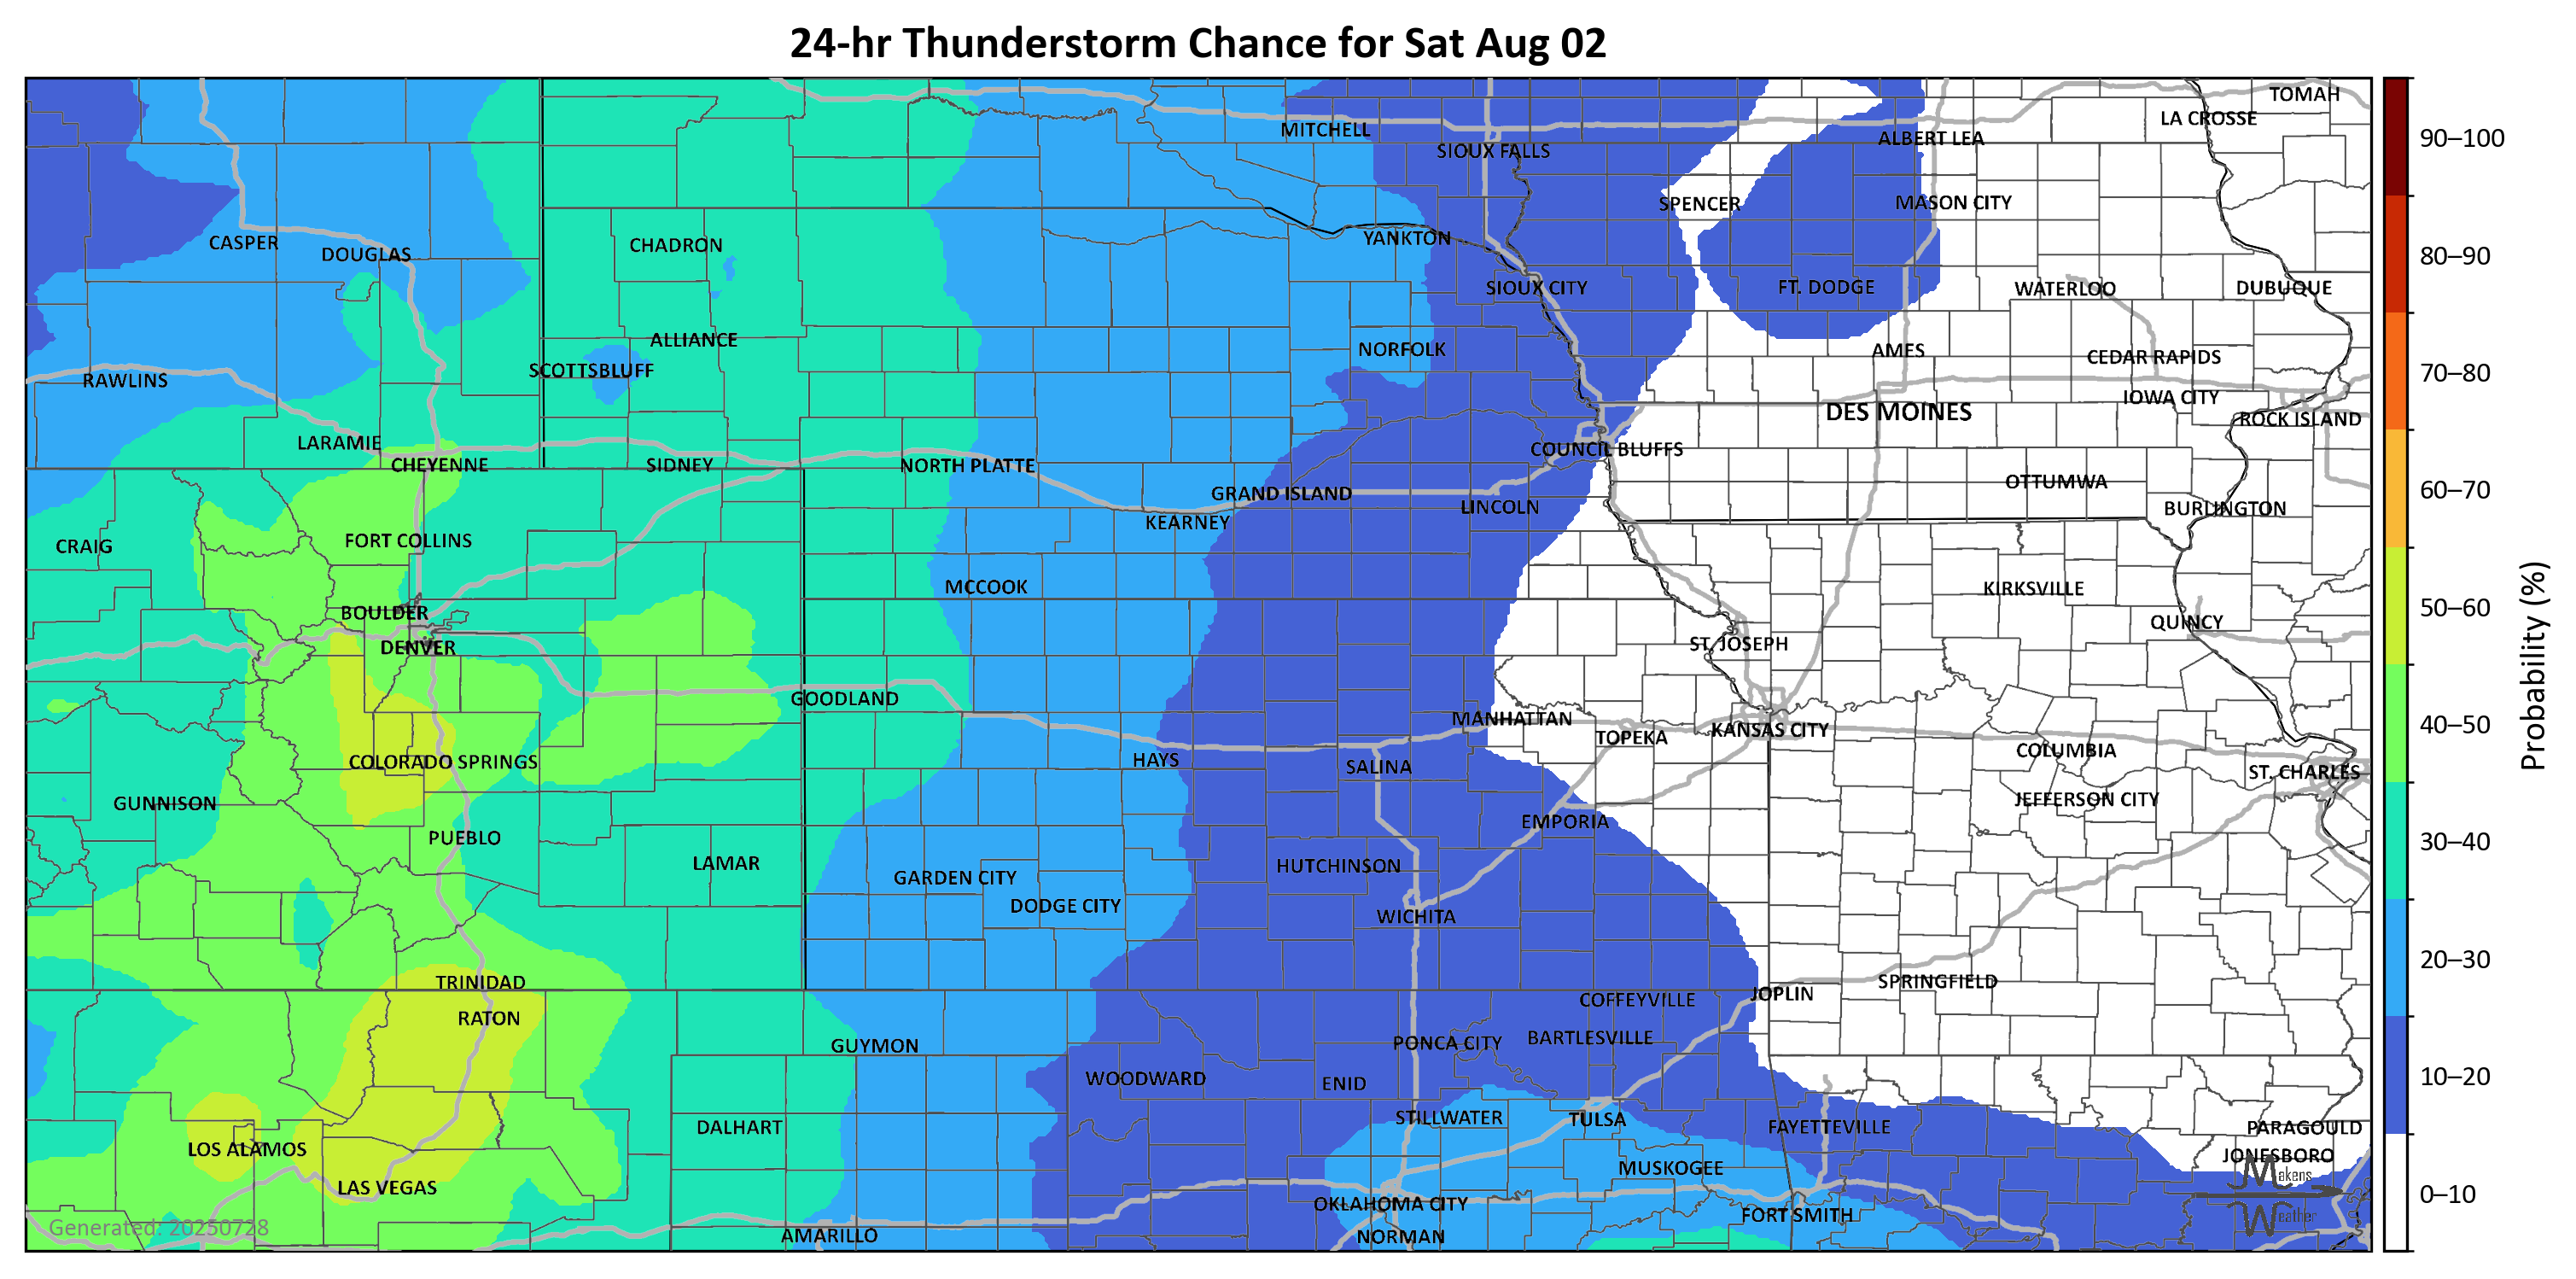 24-hr Thunderstorm Chance for Sat Aug 02
TOMAH
LA CROSSE
MITCHELL
ALBERT LEA
SIOUX FALLS
SPENCER
MASON CITY
CASPER
DOUGLAS
CHADRON
YANKTON
SIOUX CITY
FT. DODGE
WATERLOO
DUBUQUE
ALLIANCE
NORFOLK
AMES
CEDAR RAPIDS
RAWLINS
SCOTTSBLUFF
IOWA CITY
DES MOINES
ROCK ISLAND
LARAMIE
COUNCIL BLUFFS
CHEYENNE
SIDNEY
NORTH PLATTE
OTTUMWA
GRAND ISLAND
LINCOLN
BURLINGTON
KEARNEY
CRAIG
FORT COLLINS
MCCOOK
KIRKSVILLE
BOULDER
QUINCY
DENVER
ST. JOSEPH
GOODLAND
MANHATTAN
TOPEKA
KANSAS CITY
COLUMBIA
COLORADO SPRINGS
HAYS
SALINA
ST. CHARLES
GUNNISON
JEFFERSON CITY
PUEBLO
EMPORIA
LAMAR
HUTCHINSON
GARDEN CITY
DODGE CITY
WICHITA
TRINIDAD
SPRINGFIELD
JOPLIN
COFFEYVILLE
RATON
GUYMON
PONCA CITY
BARTLESVILLE
WOODWARD
ENID
STILLWATER
TULSA
DALHART
FAYETTEVILLE
PARAGOULD
LOS ALAMOS
JONESBORO
MUSKOGEE
LAS VEGAS
OKLAHOMA CITY
FORT SMITH
AMARILLO
NORMAN
Generated: 20250728
Makens
Weather
90–100
80–90
70–80
60–70
50–60
40–50
30–40
20–30
10–20
0–10
Probability (%)